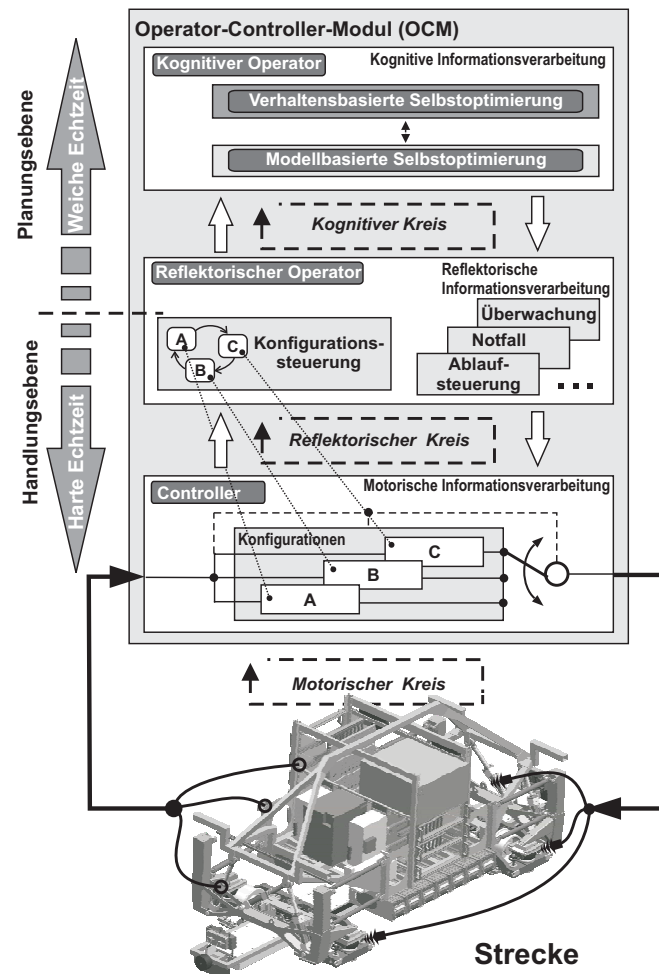 Operator-Controller-Modul (OCM)
Kognitiver Operator
Kognitive Informationsverarbeitung
Verhaltensbasierte Selbstoptimierung
Modellbasierte Selbstoptimierung
Planungsebene
Weiche Echtzeit
Kognitiver Kreis
Reflektorischer Operator
Reflektorische
Informationsverarbeitung
Überwachung
Notfall
Ablauf-
steuerung
...
A
C
B
Konfigurations-
steuerung
Handlungsebene
Harte Echtzeit
Reflektorischer Kreis
Controller
Motorische Informationsverarbeitung
Konfigurationen
C
B
A
Motorischer Kreis
Strecke